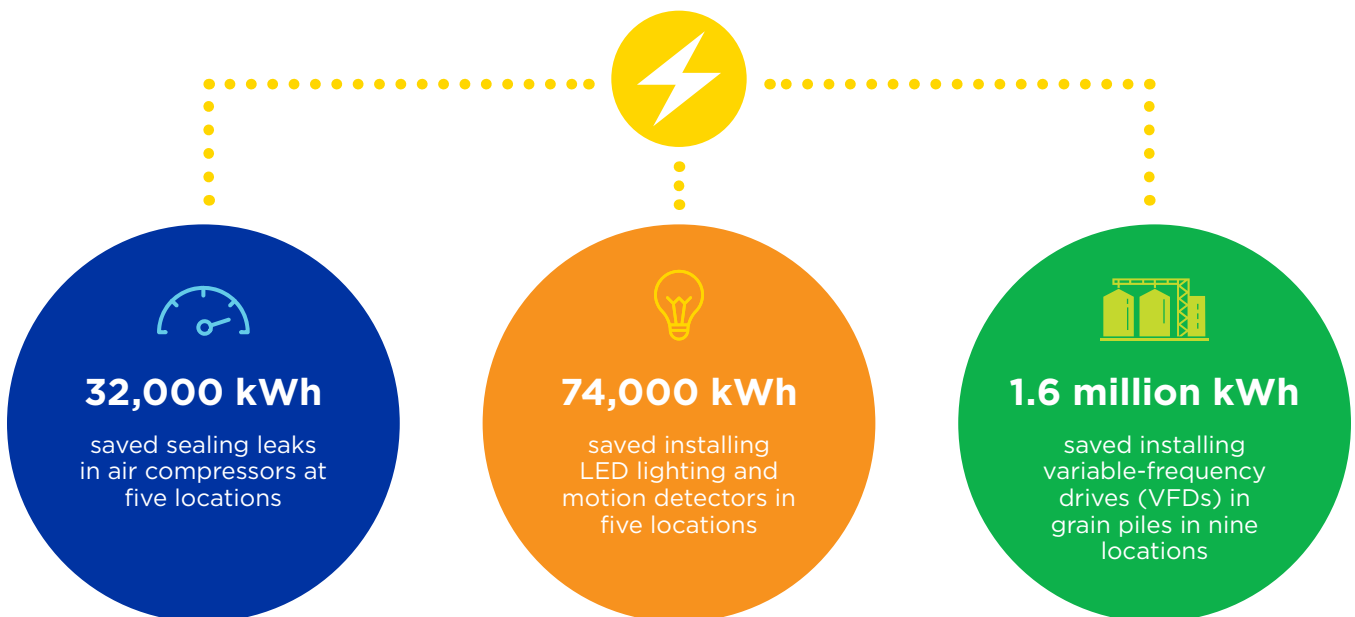 32,000 kWh
saved sealing leaks
in air compressors at
five locations
74,000 kWh
saved installing
LED lighting and
motion detectors in
five locations
1.6 million kWh
saved installing
variable-frequency
drives (VFDs) in
grain piles in nine
locations